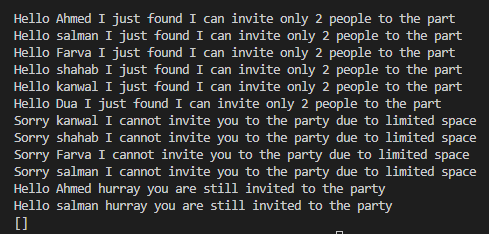 Hello Ahmed I just found I can invite only 2 people to the part
Hello salman I just found I can invite only 2 people to the part
Hello Farva I just found I can invite only 2 people to the part
Hello shahab I just found I can invite only 2 people to the part
Hello kanwal I just found I can invite only 2 people to the part
Hello Dua I just found I can invite only 2 people to the part
Sorry kanwal I cannot invite you to the party due to limited space
Sorry shahab I cannot invite you to the party due to limited space
Sorry Farva I cannot invite you to the party due to limited space
Sorry salman I cannot invite you to the party due to limited space
Hello Ahmed hurray you are still invited to the party
Hello salman hurray you are still invited to the party
[]